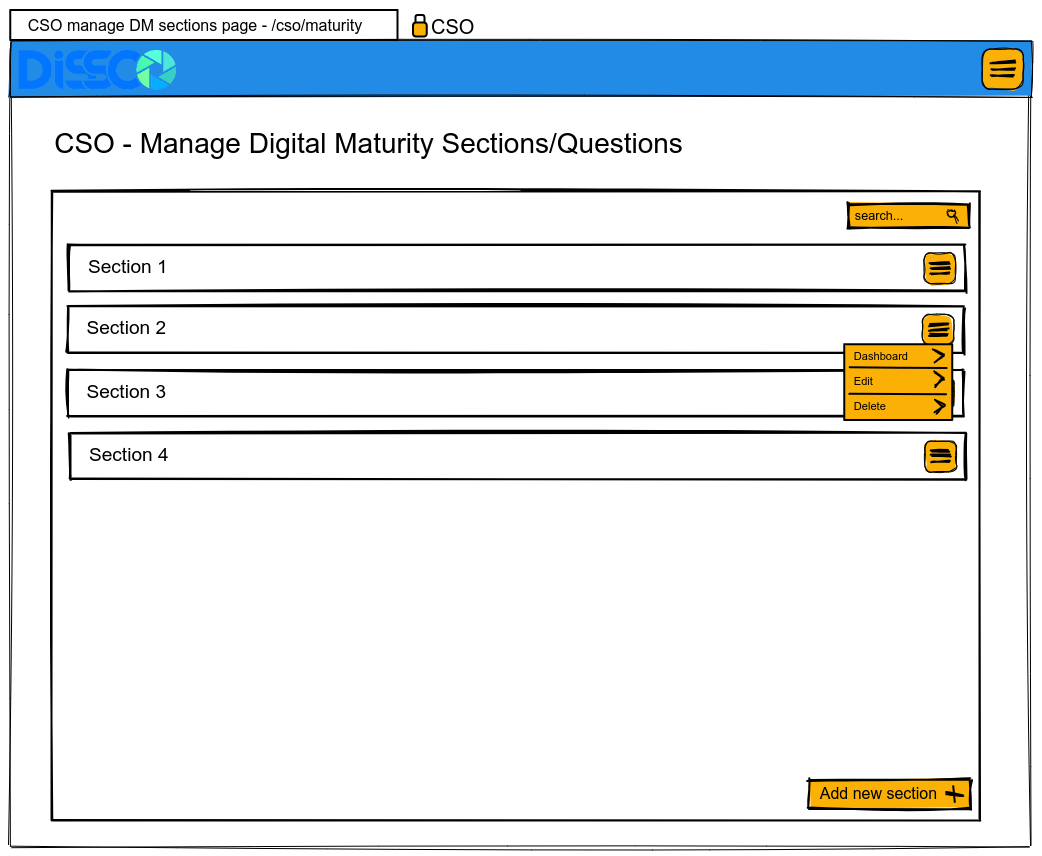 CSO manage DM sections page - /cso/maturity
CSO
DiSSCo
CSO - Manage Digital Maturity Sections/Questions
search...
Section 1
Section 2
Dashboard
Edit
Section 3
Delete
Section 4
Add new section